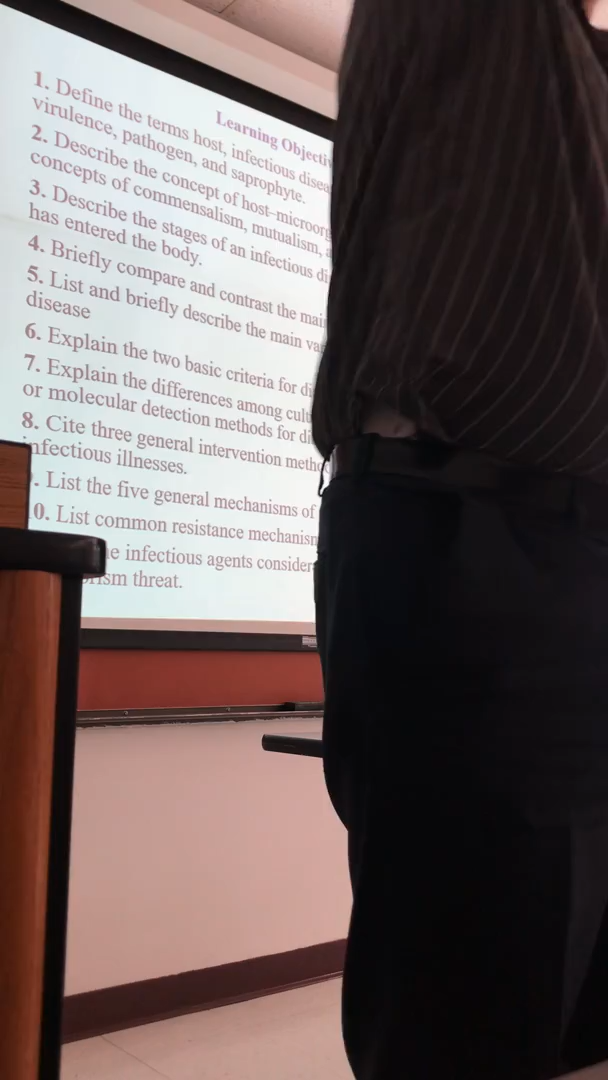 Learning Objectiv
1. Define the terms host, infectious disea
virulence, pathogen, and saprophyte.
2. Describe the concept of host–microorg
concepts of commensalism, mutualism, a
3. Describe the stages of an infectious di
has entered the body.
4. Briefly compare and contrast the mai
5. List and briefly describe the main va
disease
6. Explain the two basic criteria for di
7. Explain the differences among cult
or molecular detection methods for di
8. Cite three general intervention metho
infectious illnesses.
. List the five general mechanisms of
0. List common resistance mechanism
e infectious agents consider
rism threat.